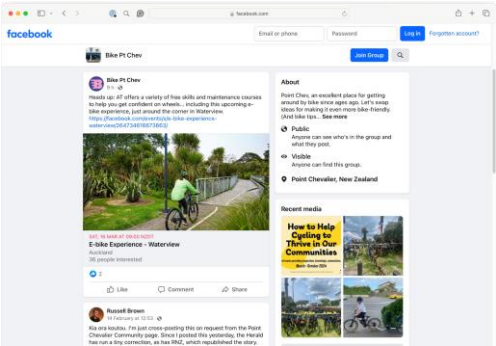 facebook.com
facebook
Email or phone
Password
Log in
Forgotten account?
Bike Pt Chev
Join Group
Bike Pt Chev
Heads up: AT offers a variety of free skills and maintenance courses
to help you get confident on wheels... including this upcoming e-
bike experience, just around the corner in Waterview.
E-bike Experience - Waterview
Auckland
36 people interested
2
Like
Comment
Share
Russell Brown
14 February at 12:53
Kia ora koutou. I'm just cross-posting this on request from the Point
Chevalier Community page. Since I posted this yesterday, the Herald
has run a tiny correction, as has RNZ, which republished the story.
About
Point Chev, an excellent place for getting
around by bike since ages ago. Let's swap
ideas for making it even more bike-friendly.
(And bike tips... See more
Public
Anyone can see who's in the group and
what they post.
Visible
Anyone can find this group.
Point Chevalier, New Zealand
Recent media
How to Help
Cycling to
Thrive in Our
Communities